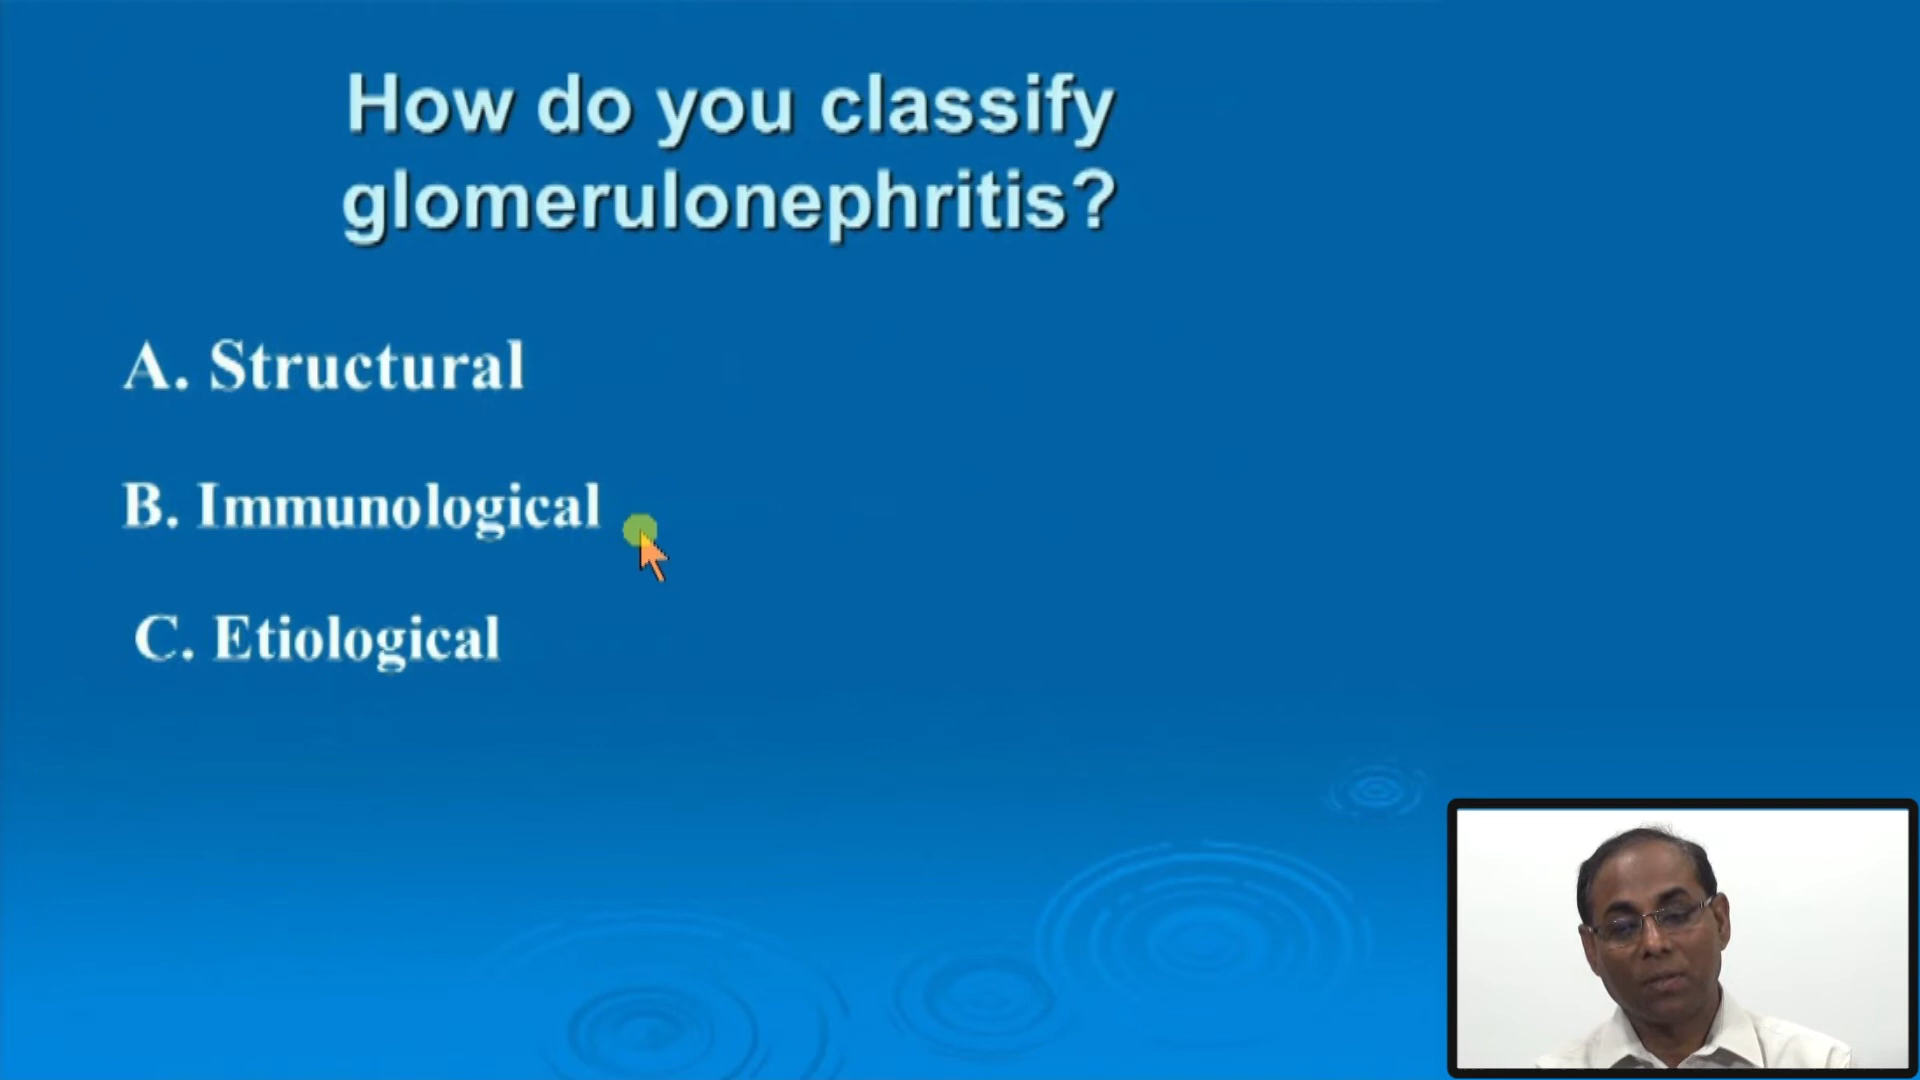 How do you classify
glomerulonephritis?
A. Structural
B. Immunological
C. Etiological